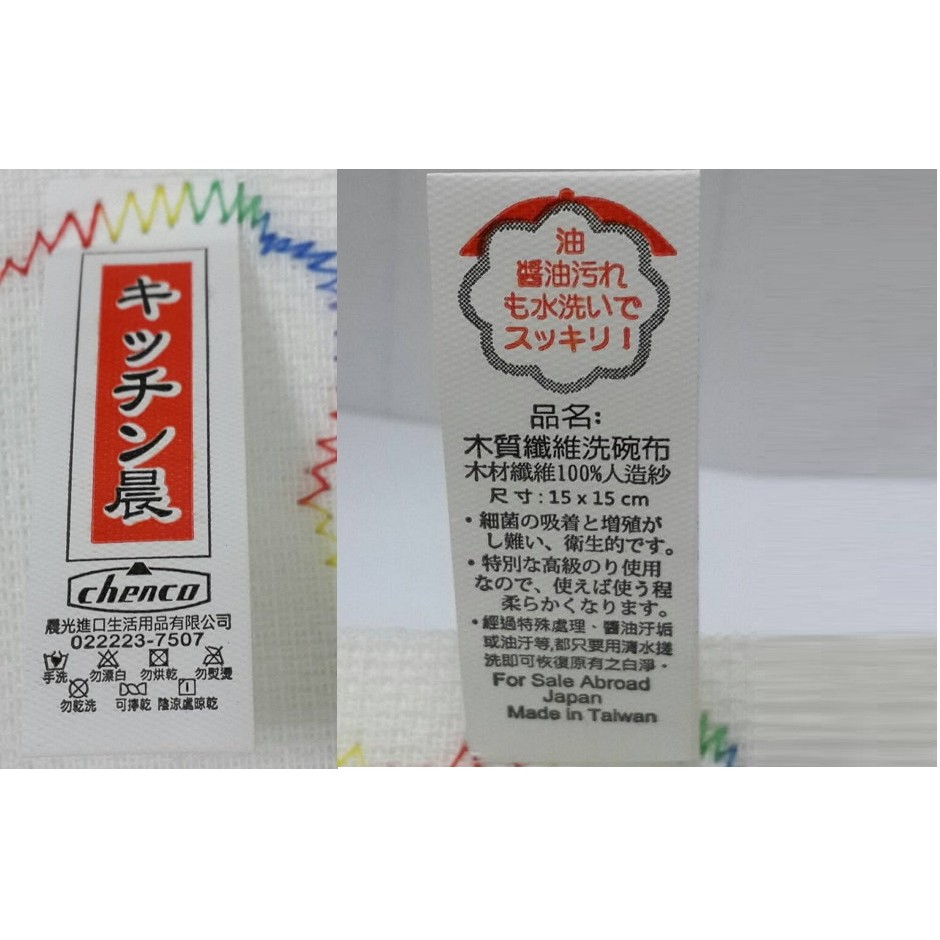 キッチン晨
chenco
晨光進口生活用品有限公司
022223-7507
手洗 勿漂白 勿烘乾 勿熨燙
勿乾洗 可擰乾 陰涼處晾乾
油
醬油污れ
も水洗いで
スッキリ!
品名:
木質纖維洗碗布
木材纖維100%人造紗
尺寸:15 x 15 cm
・細菌の吸着と増殖が
し難い、衛生的です。
・特別な高級のり使用
なので、使えば使う程
柔らかくなります。
・經過特殊處理、醬油汙垢
或油汙等,都只要用清水搓
洗即可恢復原有之白淨。
For Sale Abroad
Japan
Made in Taiwan